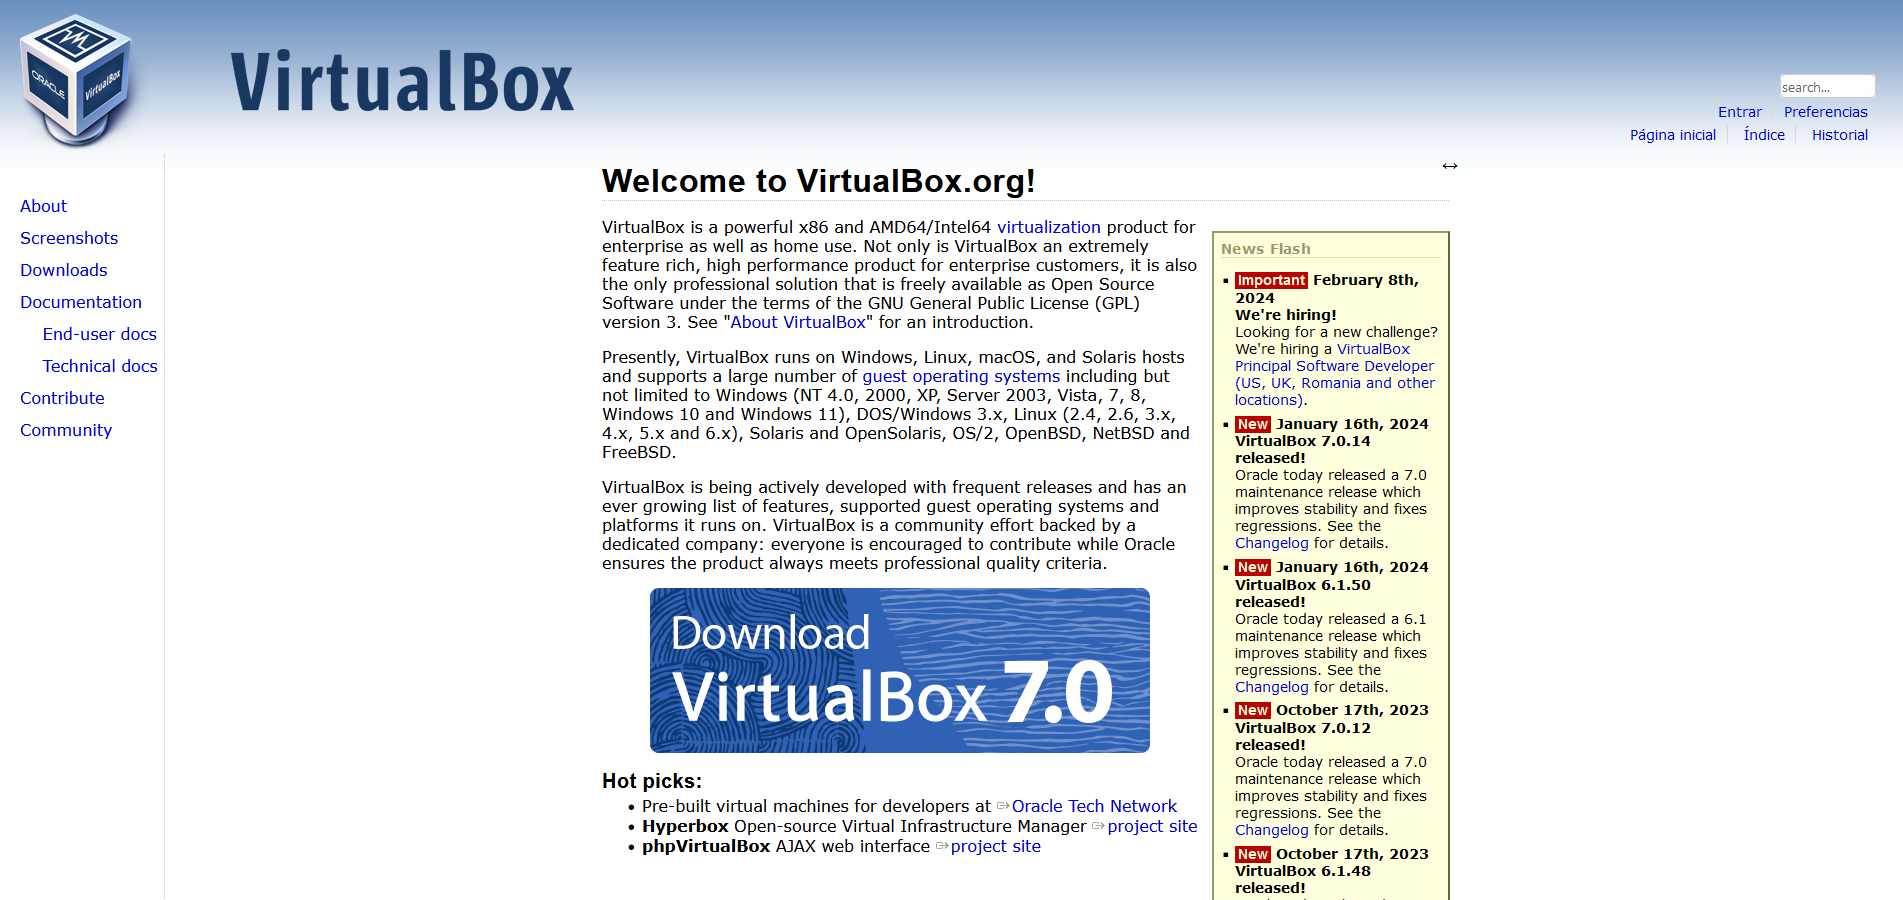 ORACLE
VirtualBox
VirtualBox
search...
Entrar
Preferencias
Página inicial
Índice
Historial
About
Screenshots
Downloads
Documentation
End-user docs
Technical docs
Contribute
Community
Welcome to VirtualBox.org!
VirtualBox is a powerful x86 and AMD64/Intel64 virtualization product for
enterprise as well as home use. Not only is VirtualBox an extremely
feature rich, high performance product for enterprise customers, it is also
the only professional solution that is freely available as Open Source
Software under the terms of the GNU General Public License (GPL)
version 3. See "About VirtualBox" for an introduction.
Presently, VirtualBox runs on Windows, Linux, macOS, and Solaris hosts
and supports a large number of guest operating systems including but
not limited to Windows (NT 4.0, 2000, XP, Server 2003, Vista, 7, 8,
Windows 10 and Windows 11), DOS/Windows 3.x, Linux (2.4, 2.6, 3.x,
4.x, 5.x and 6.x), Solaris and OpenSolaris, OS/2, OpenBSD, NetBSD and
FreeBSD.
VirtualBox is being actively developed with frequent releases and has an
ever growing list of features, supported guest operating systems and
platforms it runs on. VirtualBox is a community effort backed by a
dedicated company: everyone is encouraged to contribute while Oracle
ensures the product always meets professional quality criteria.
Download
VirtualBox 7.0
Hot picks:
• Pre-built virtual machines for developers at Oracle Tech Network
• Hyperbox Open-source Virtual Infrastructure Manager project site
• phpVirtualBox AJAX web interface project site
News Flash
Important February 8th,
2024
We're hiring!
Looking for a new challenge?
We're hiring a VirtualBox
Principal Software Developer
(US, UK, Romania and other
locations).
New January 16th, 2024
VirtualBox 7.0.14
released!
Oracle today released a 7.0
maintenance release which
improves stability and fixes
regressions. See the
Changelog for details.
New January 16th, 2024
VirtualBox 6.1.50
released!
Oracle today released a 6.1
maintenance release which
improves stability and fixes
regressions. See the
Changelog for details.
New October 17th, 2023
VirtualBox 7.0.12
released!
Oracle today released a 7.0
maintenance release which
improves stability and fixes
regressions. See the
Changelog for details.
New October 17th, 2023
VirtualBox 6.1.48
released!